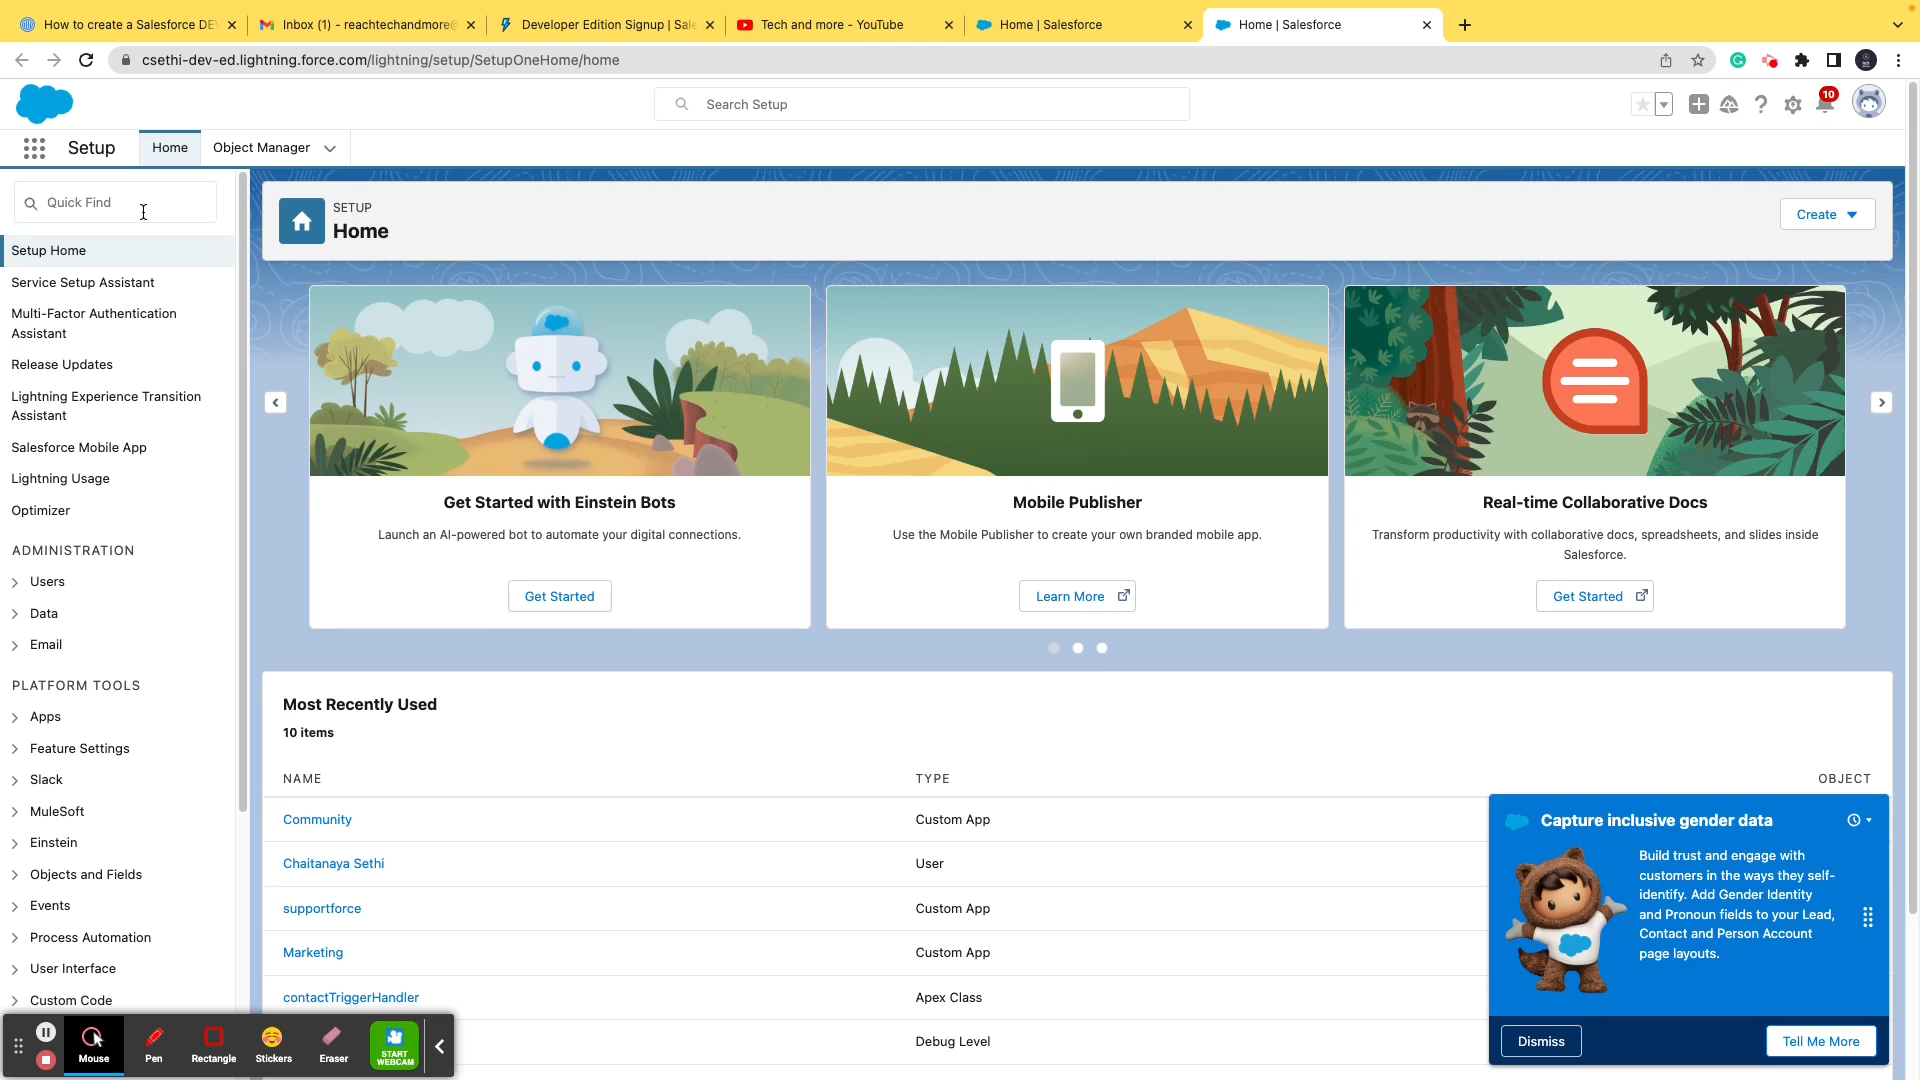 How to create a Salesforce DE
Inbox (1) - reachtechandmore@
Developer Edition Signup | Sale
Tech and more - YouTube
Home | Salesforce
Home | Salesforce
csethi-dev-ed.lightning.force.com/lightning/setup/SetupOneHome/home
Search Setup
10
Setup
Home
Object Manager
Quick Find
Setup Home
Service Setup Assistant
Multi-Factor Authentication
Assistant
Release Updates
Lightning Experience Transition
Assistant
Salesforce Mobile App
Lightning Usage
Optimizer
ADMINISTRATION
Users
Data
Email
PLATFORM TOOLS
Apps
Feature Settings
Slack
MuleSoft
Einstein
Objects and Fields
Events
Process Automation
User Interface
Custom Code
SETUP
Home
Create
Get Started with Einstein Bots
Launch an AI-powered bot to automate your digital connections.
Get Started
Mobile Publisher
Use the Mobile Publisher to create your own branded mobile app.
Learn More
Real-time Collaborative Docs
Transform productivity with collaborative docs, spreadsheets, and slides inside
Salesforce.
Get Started
Most Recently Used
10 items
NAME TYPE OBJECT
Community Custom App
Chaitanaya Sethi User
supportforce Custom App
Marketing Custom App
contactTriggerHandler Apex Class
Debug Level
Capture inclusive gender data
Build trust and engage with
customers in the ways they self-
identify. Add Gender Identity
and Pronoun fields to your Lead,
Contact and Person Account
page layouts.
Dismiss
Tell Me More
Mouse
Pen
Rectangle
Stickers
Eraser
START
WEBCAM